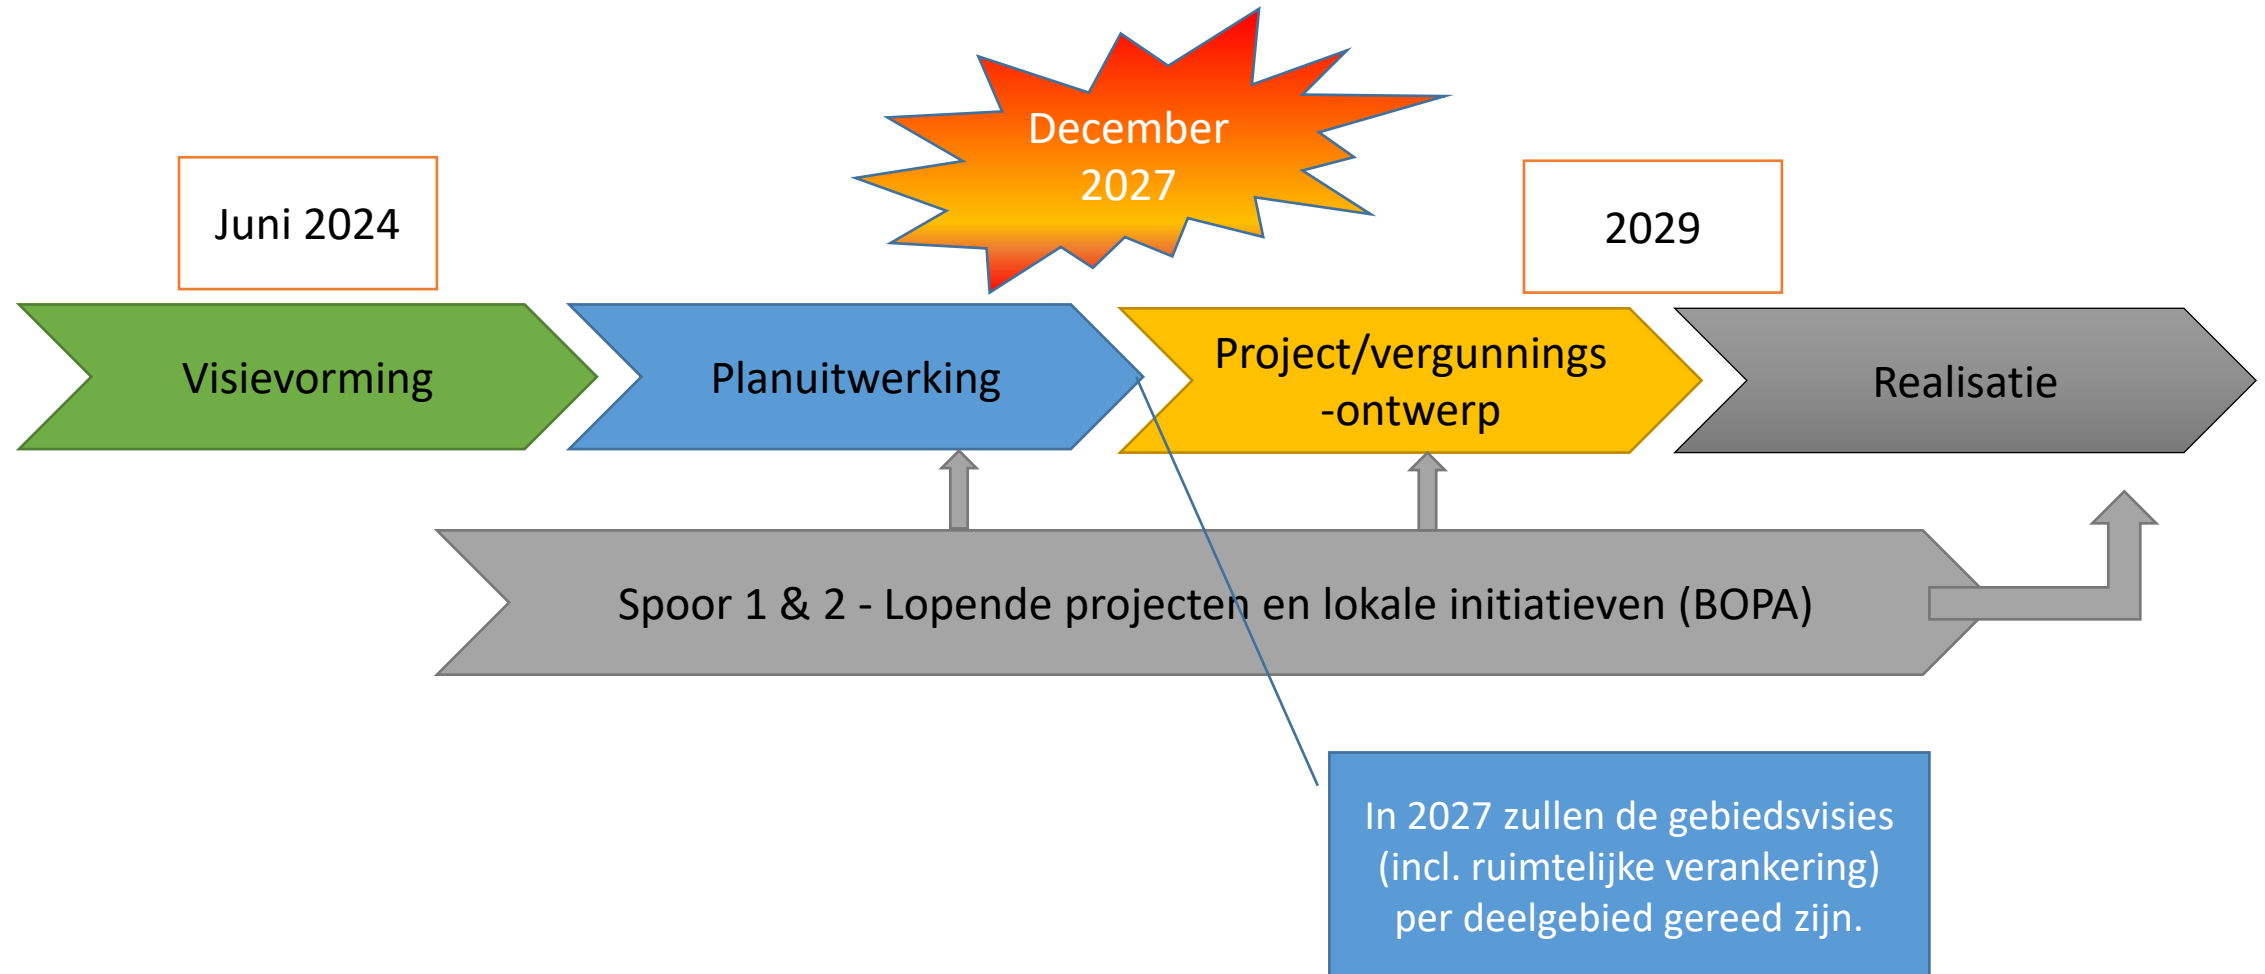 December
2027
Juni 2024
2029
Visievorming
Planuitwerking
Project/vergunnings
-ontwerp
Realisatie
Spoor 1 & 2 - Lopende projecten en lokale initiatieven (BOPA)
In 2027 zullen de gebiedsvisies
(incl. ruimtelijke verankering)
per deelgebied gereed zijn.